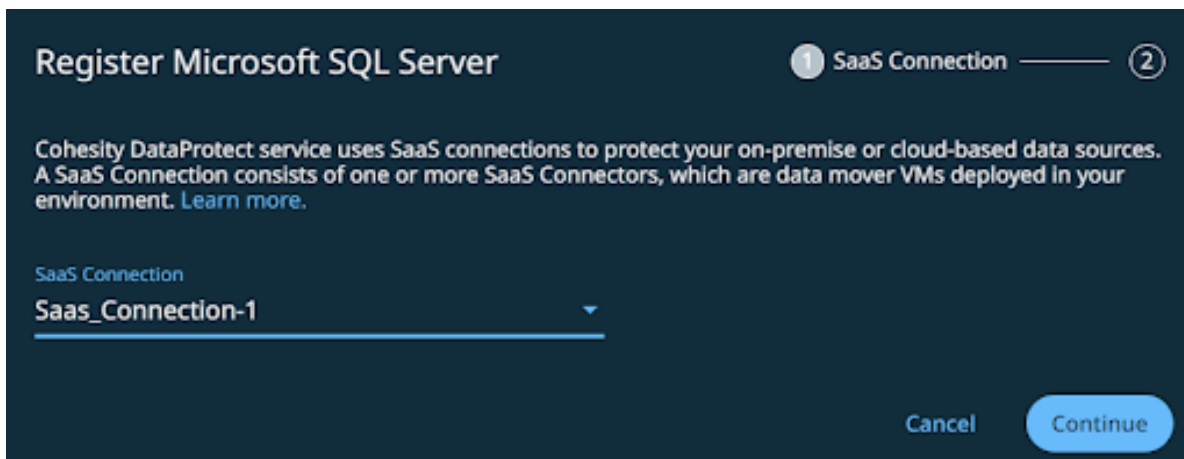 Register Microsoft SQL Server
1 SaaS Connection 2
Cohesity DataProtect service uses SaaS connections to protect your on-premise or cloud-based data sources.
A SaaS Connection consists of one or more SaaS Connectors, which are data mover VMs deployed in your
environment. Learn more.
SaaS Connection
Saas_Connection-1
Cancel Continue